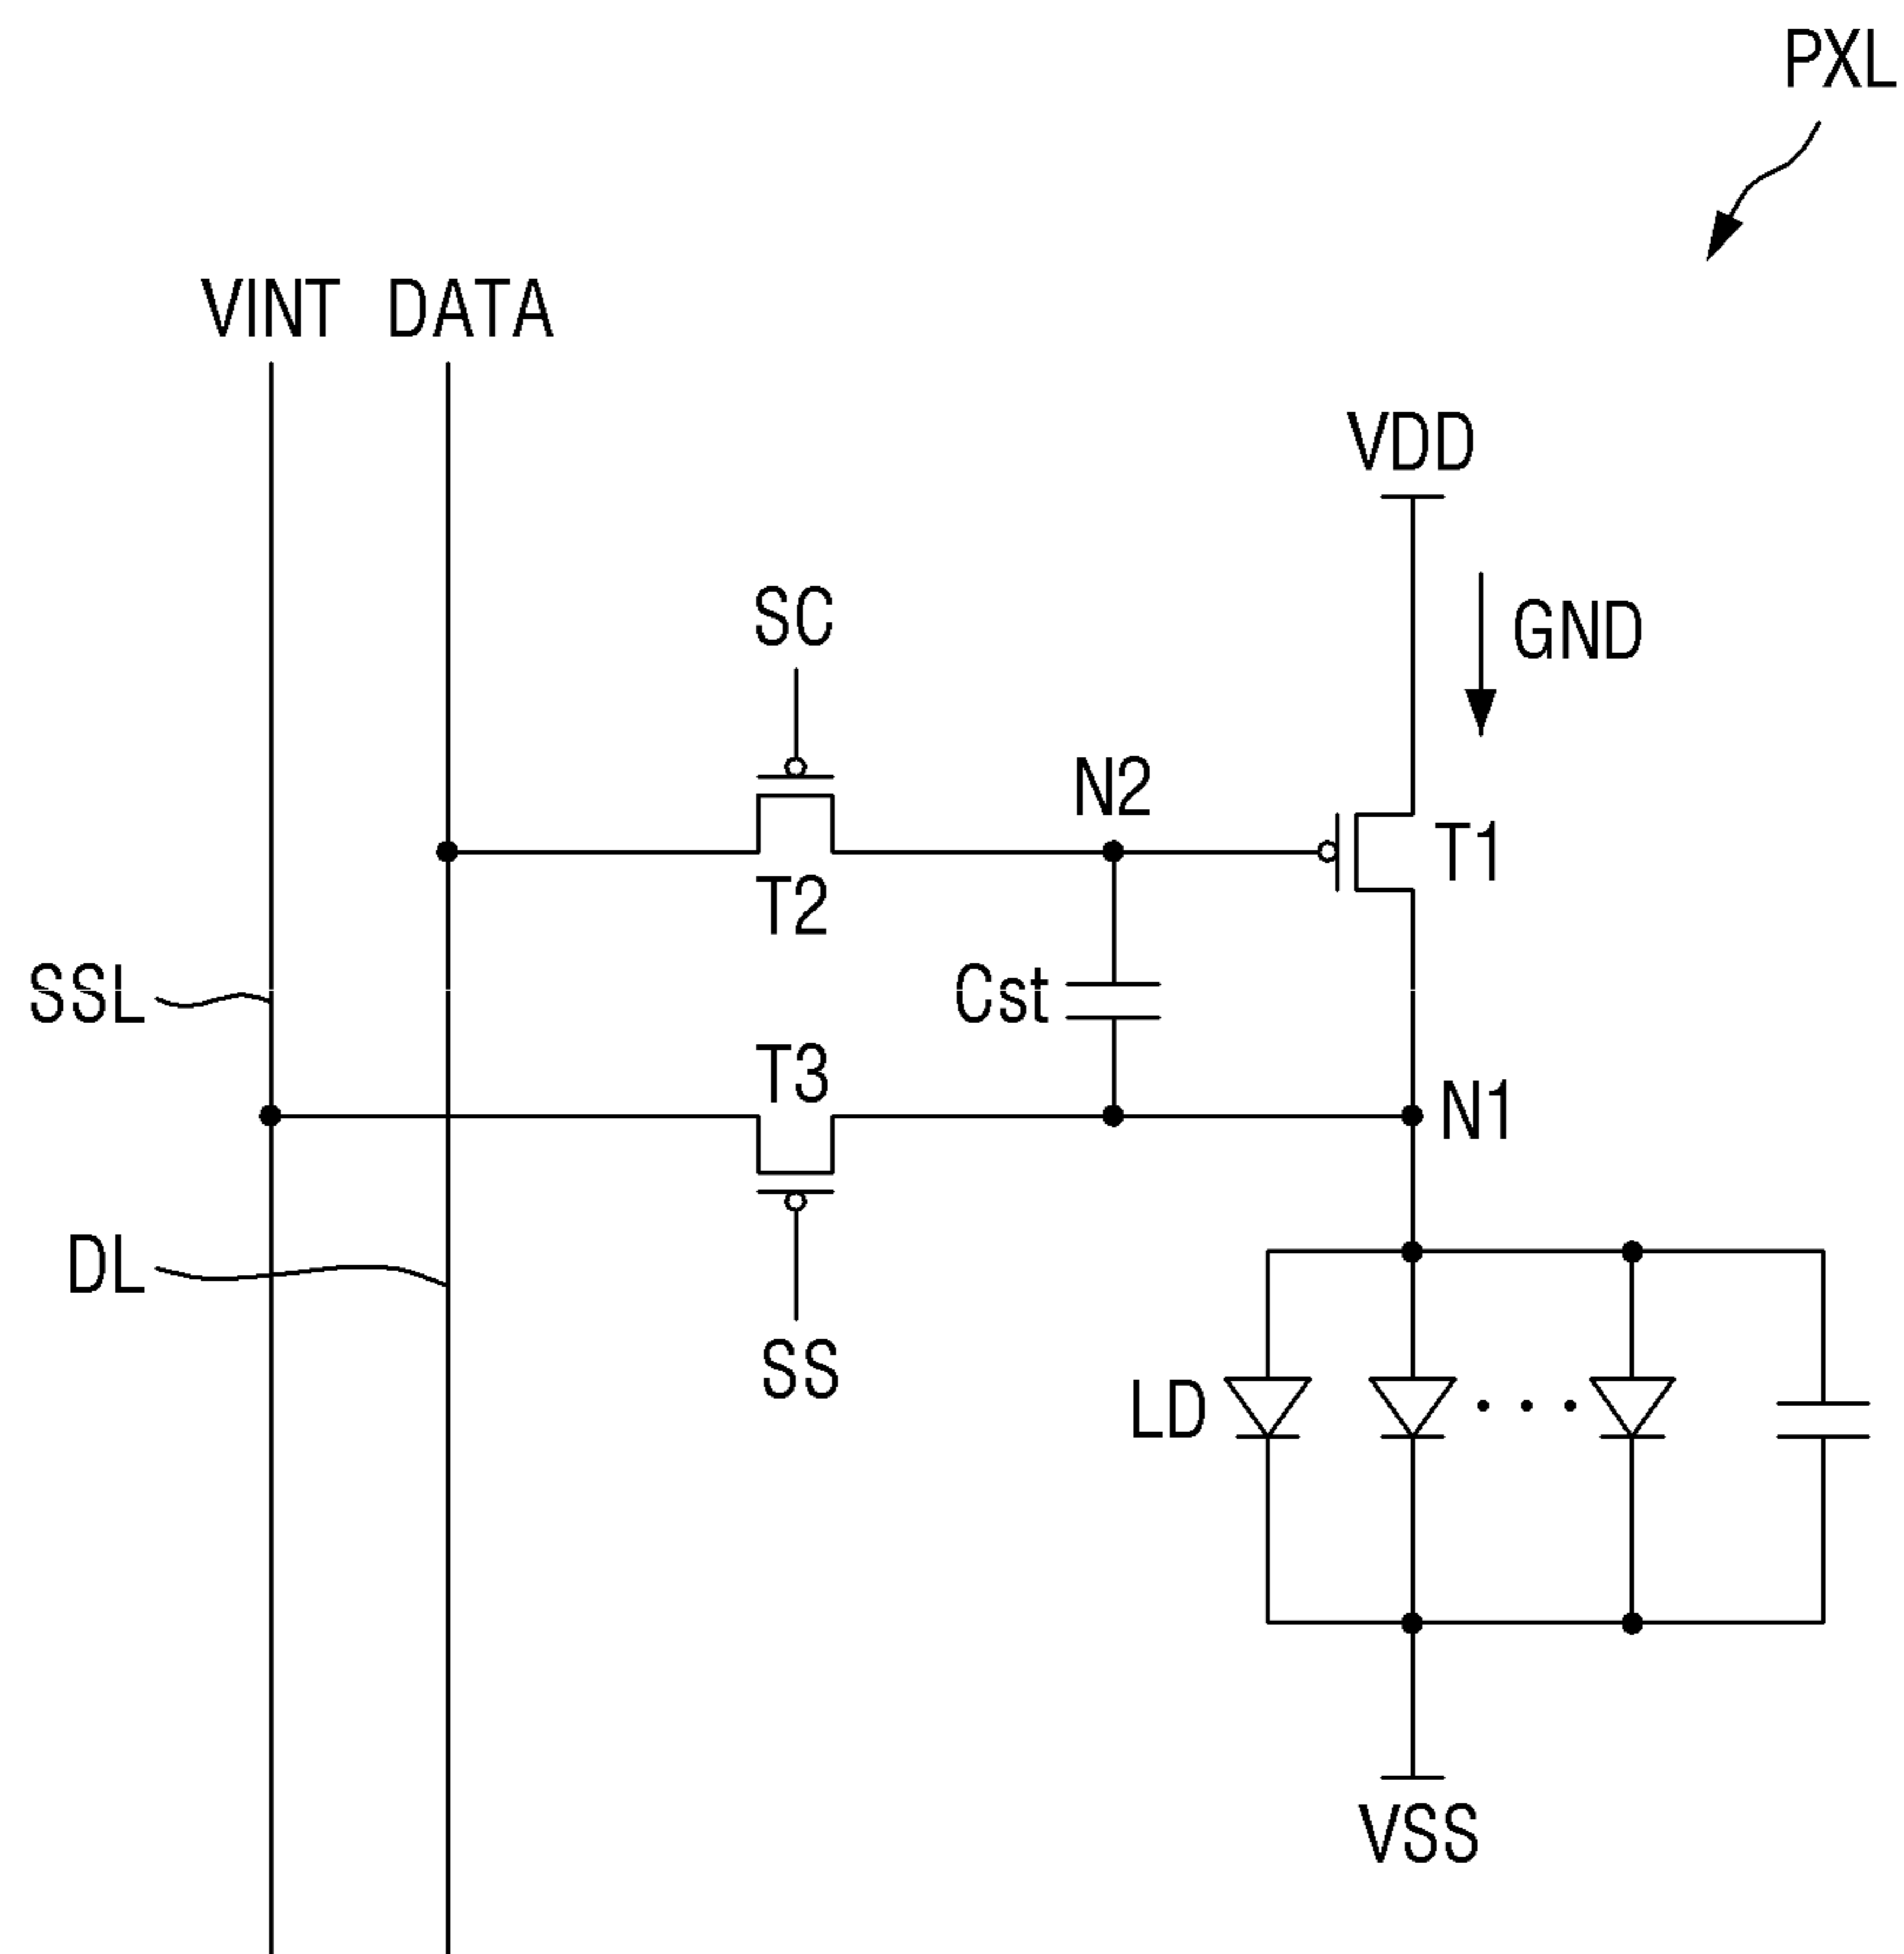 PXL
VINT DATA
VDD
SC
GND
N2
T1
T2
SSL
Cst
T3
N1
DL
SS
LD
VSS